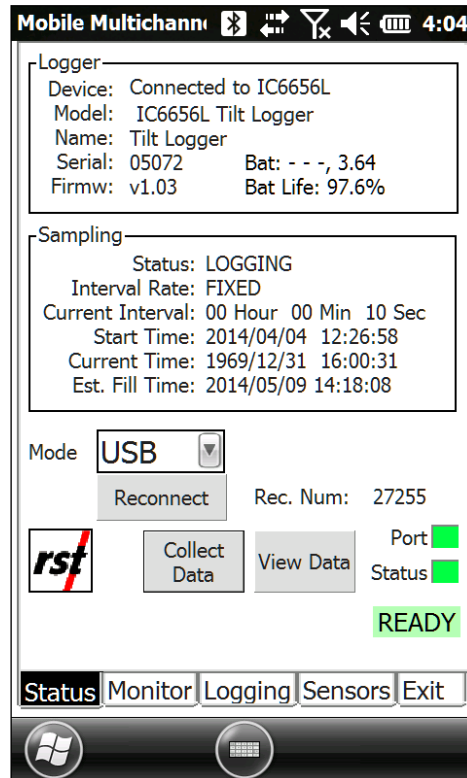 Mobile Multichann 4:04
Logger
Device: Connected to IC6656L
Model: IC6656L Tilt Logger
Name: Tilt Logger
Serial: 05072 Bat: - - -, 3.64
Firmw: v1.03 Bat Life: 97.6%
Sampling
Status: LOGGING
Interval Rate: FIXED
Current Interval: 00 Hour 00 Min 10 Sec
Start Time: 2014/04/04 12:26:58
Current Time: 1969/12/31 16:00:31
Est. Fill Time: 2014/05/09 14:18:08
Mode USB
Reconnect Rec. Num: 27255
rst Collect Data View Data Port
Status
READY
Status Monitor Logging Sensors Exit